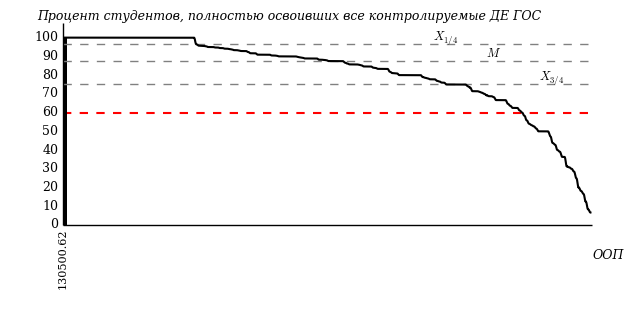 Процент студентов, полностью освоивших все контролируемые ДЕ ГОС
100
X1/4
90
M
80
X3/4
70
60
50
40
30
20
10
0
130500.62
ООП